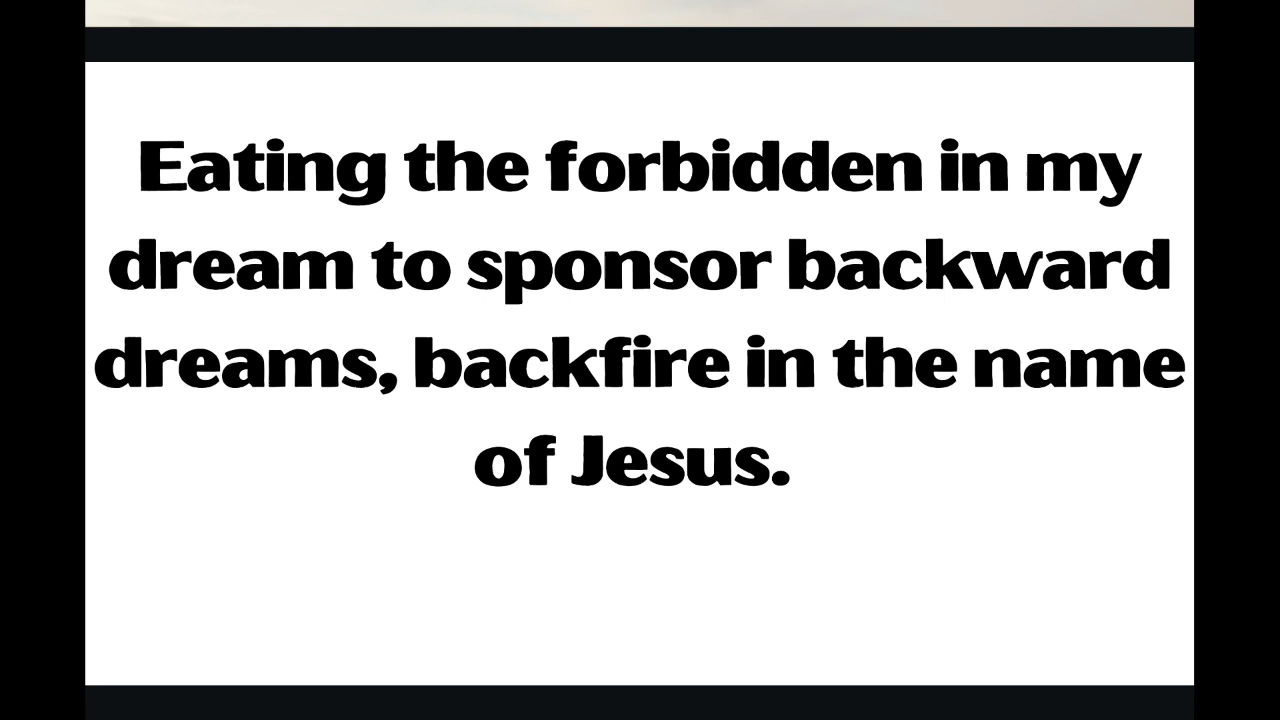 Eating the forbidden in my
dream to sponsor backward
dreams, backfire in the name
of Jesus.